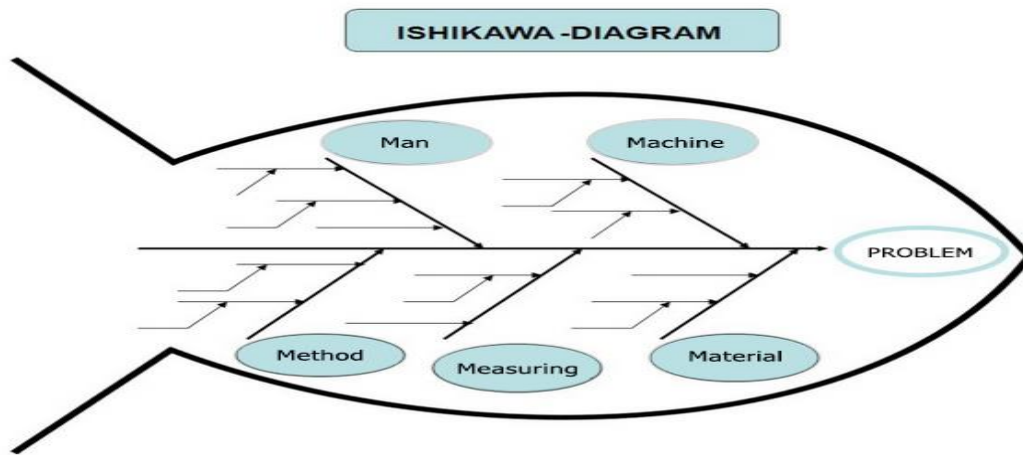 ISHIKAWA -DIAGRAM
Man
Machine
PROBLEM
Method
Measuring
Material